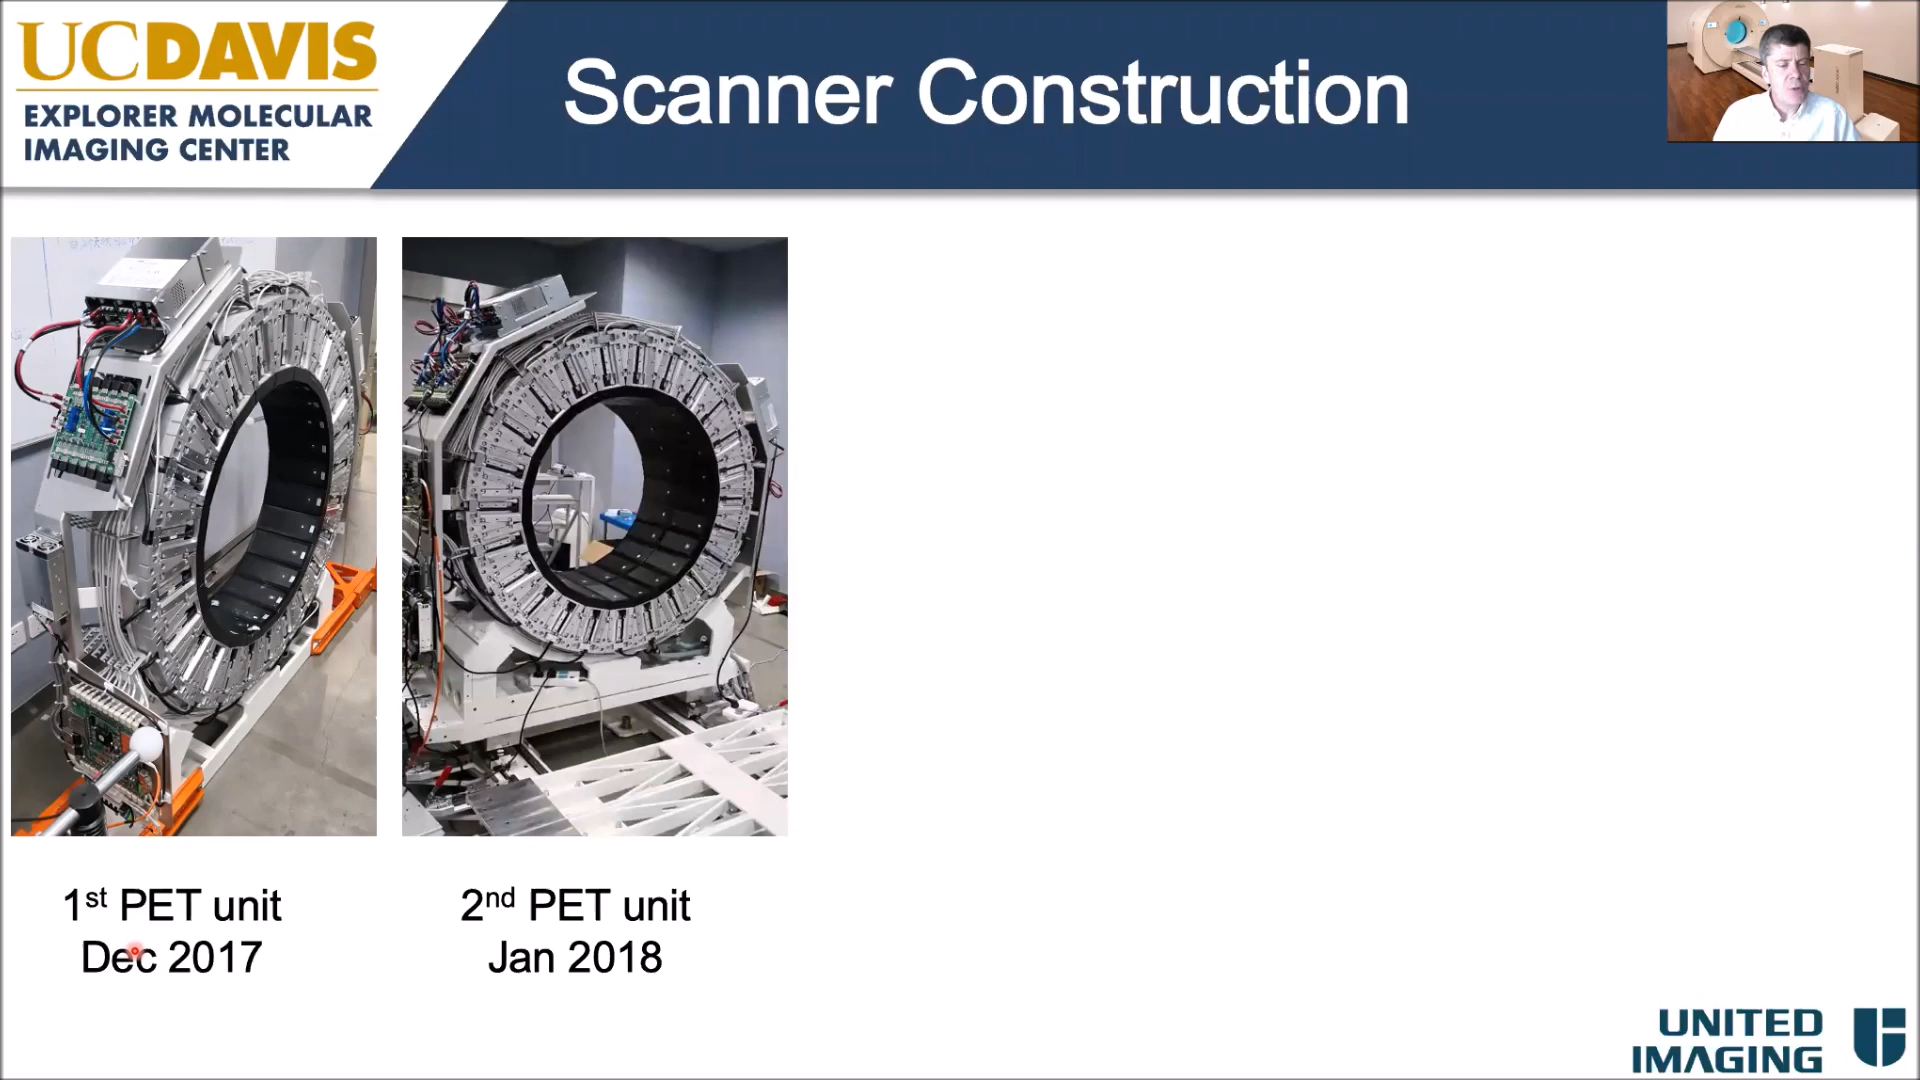 UCDAVIS
EXPLORER MOLECULAR
IMAGING CENTER
Scanner Construction
1st PET unit
Dec 2017
2nd PET unit
Jan 2018
UNITED
IMAGING